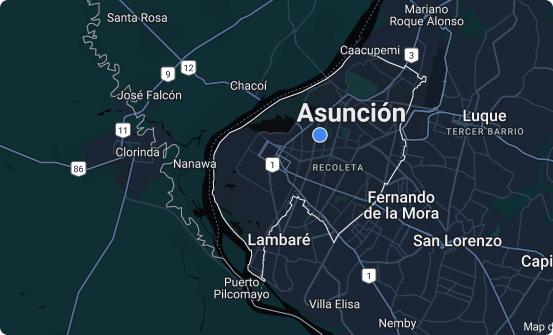 Mariano
Roque Alonso
Santa Rosa
Caacupemi
3
12
9
Chacoí
José Falcón
Asunción
Luque
TERCER BARRIO
11
Clorinda
Nanawa
86
1
RECOLETA
Fernando
de la Mora
Lambaré
San Lorenzo
Capi
Puerto
Pilcomayo
1
Villa Elisa
Nemby
Map